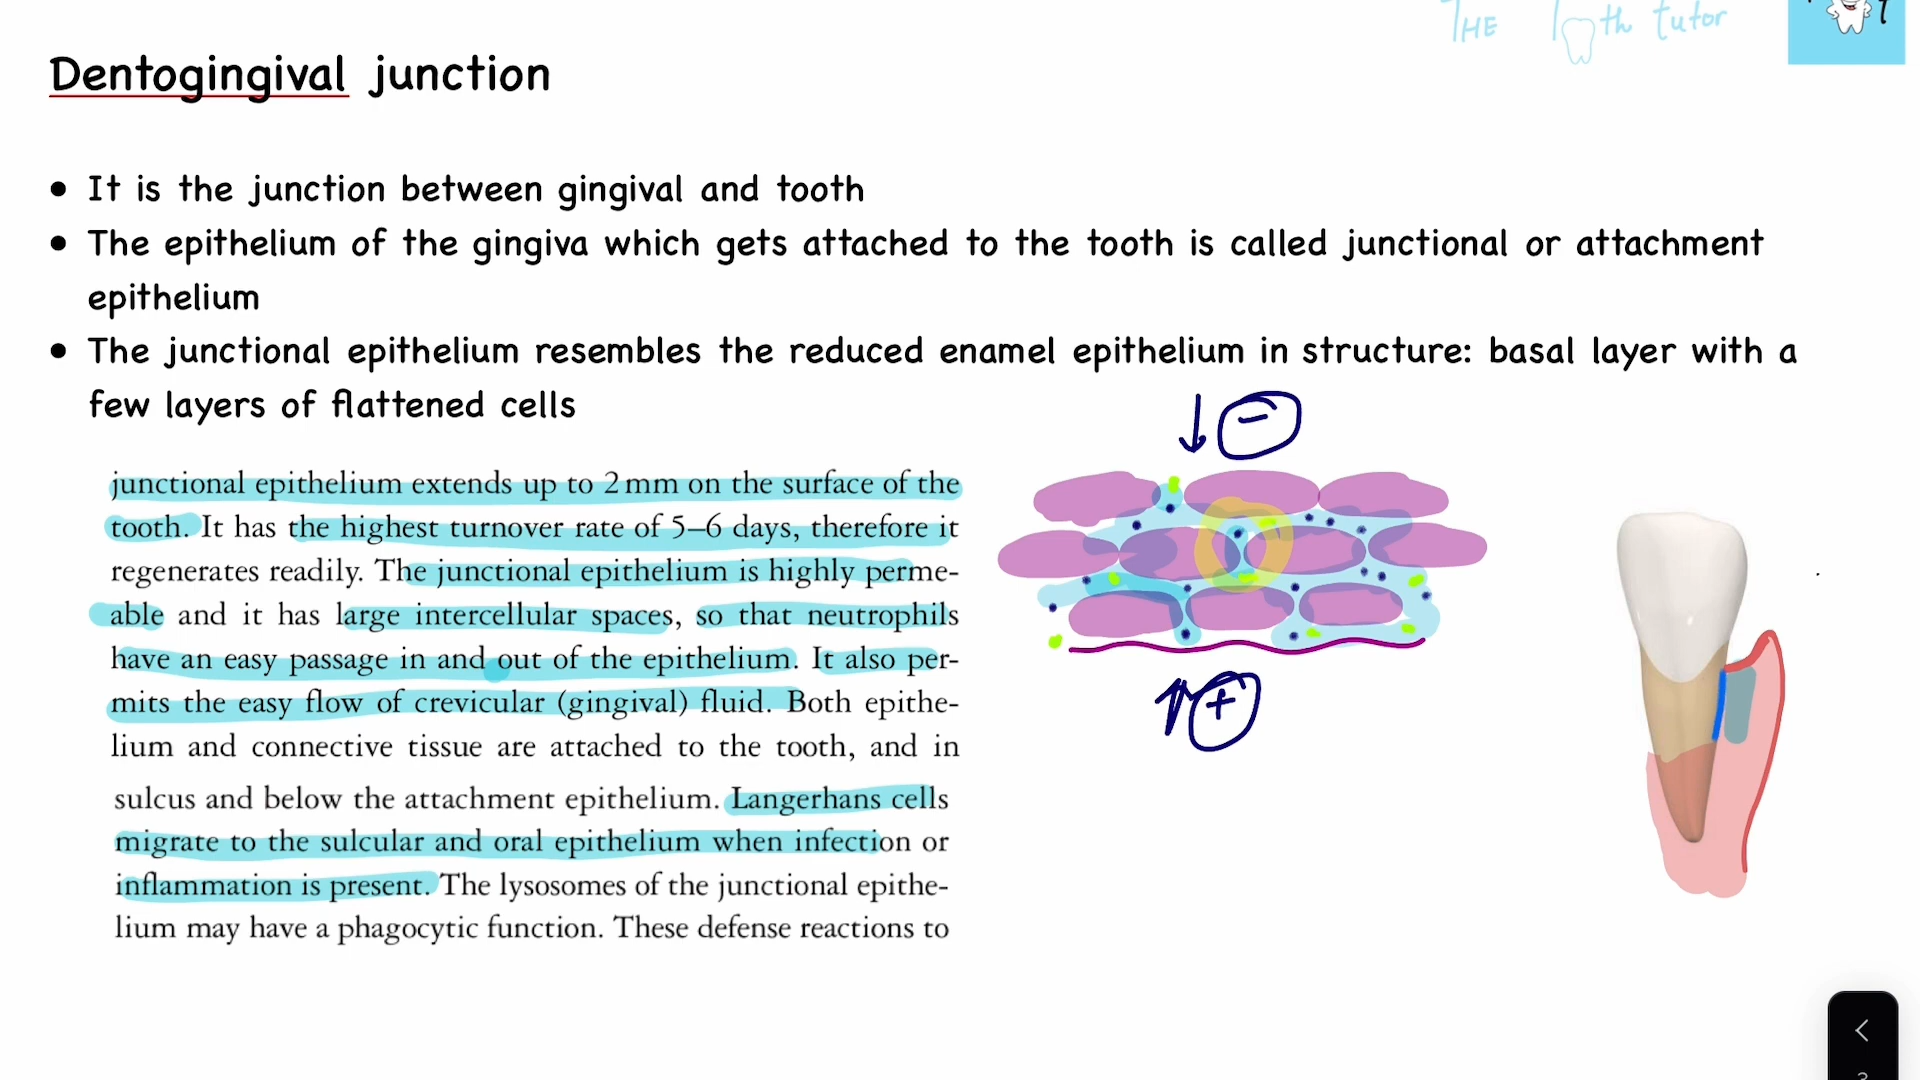 THE Tooth tutor
Dentogingival junction
• It is the junction between gingival and tooth
• The epithelium of the gingiva which gets attached to the tooth is called junctional or attachment
epithelium
• The junctional epithelium resembles the reduced enamel epithelium in structure: basal layer with a
few layers of flattened cells
junctional epithelium extends up to 2 mm on the surface of the
tooth. It has the highest turnover rate of 5–6 days, therefore it
regenerates readily. The junctional epithelium is highly perme-
able and it has large intercellular spaces, so that neutrophils
have an easy passage in and out of the epithelium. It also per-
mits the easy flow of crevicular (gingival) fluid. Both epithe-
lium and connective tissue are attached to the tooth, and in
sulcus and below the attachment epithelium. Langerhans cells
migrate to the sulcular and oral epithelium when infection or
inflammation is present. The lysosomes of the junctional epithe-
lium may have a phagocytic function. These defense reactions to
↓ −
↑ +